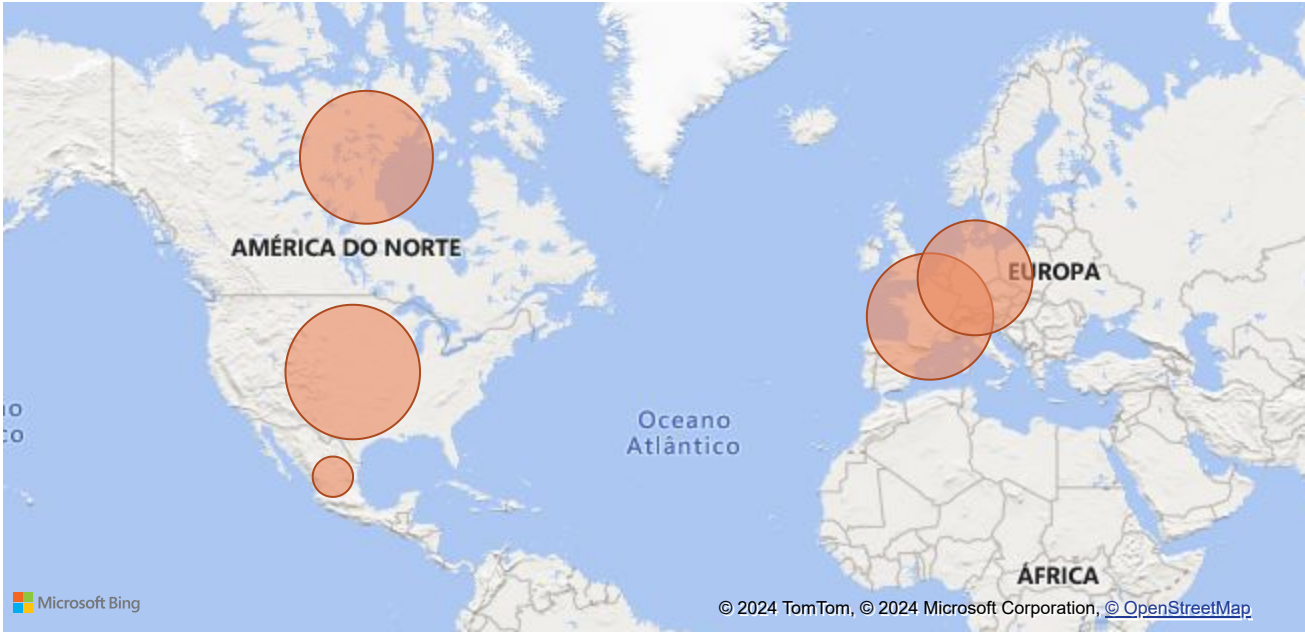 AMÉRICA DO NORTE
EUROPA
Oceano
Atlântico
ÁFRICA
Microsoft Bing
© 2024 TomTom, © 2024 Microsoft Corporation, © OpenStreetMap